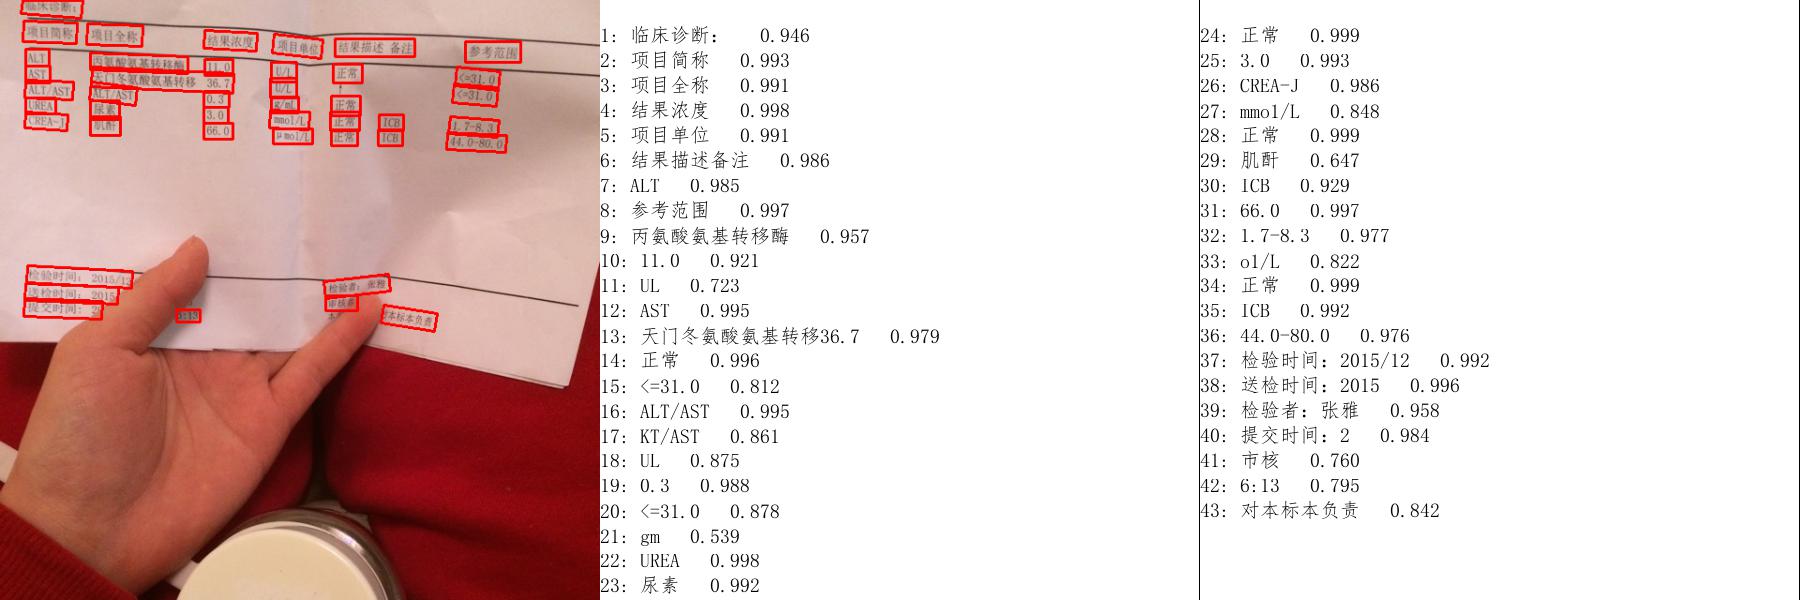 临床诊断：
项目简称 项目全称 结果浓度 项目单位 结果描述 备注 参考范围
ALT 丙氨酸氨基转移酶 11.0 U/L 正常 <=31.0
AST 天门冬氨酸氨基转移 36.7 U/L ↑ <=31.0
ALT/AST ALT/AST 0.3 g/mL 正常
UREA 尿素 3.0 mmol/L 正常 ICB 1.7-8.3
CREA-J 肌酐 66.0 μmol/L 正常 ICB 44.0-80.0
检验时间: 2015/12 检验者: 张雅
送检时间: 2015 审核者
提交时间: 2 :13 对本标本负责
1: 临床诊断： 0.946
2: 项目简称 0.993
3: 项目全称 0.991
4: 结果浓度 0.998
5: 项目单位 0.991
6: 结果描述备注 0.986
7: ALT 0.985
8: 参考范围 0.997
9: 丙氨酸氨基转移酶 0.957
10: 11.0 0.921
11: UL 0.723
12: AST 0.995
13: 天门冬氨酸氨基转移36.7 0.979
14: 正常 0.996
15: <=31.0 0.812
16: ALT/AST 0.995
17: KT/AST 0.861
18: UL 0.875
19: 0.3 0.988
20: <=31.0 0.878
21: gm 0.539
22: UREA 0.998
23: 尿素 0.992
24: 正常 0.999
25: 3.0 0.993
26: CREA-J 0.986
27: mmol/L 0.848
28: 正常 0.999
29: 肌酐 0.647
30: ICB 0.929
31: 66.0 0.997
32: 1.7-8.3 0.977
33: ol/L 0.822
34: 正常 0.999
35: ICB 0.992
36: 44.0-80.0 0.976
37: 检验时间：2015/12 0.992
38: 送检时间：2015 0.996
39: 检验者：张雅 0.958
40: 提交时间：2 0.984
41: 市核 0.760
42: 6:13 0.795
43: 对本标本负责 0.842